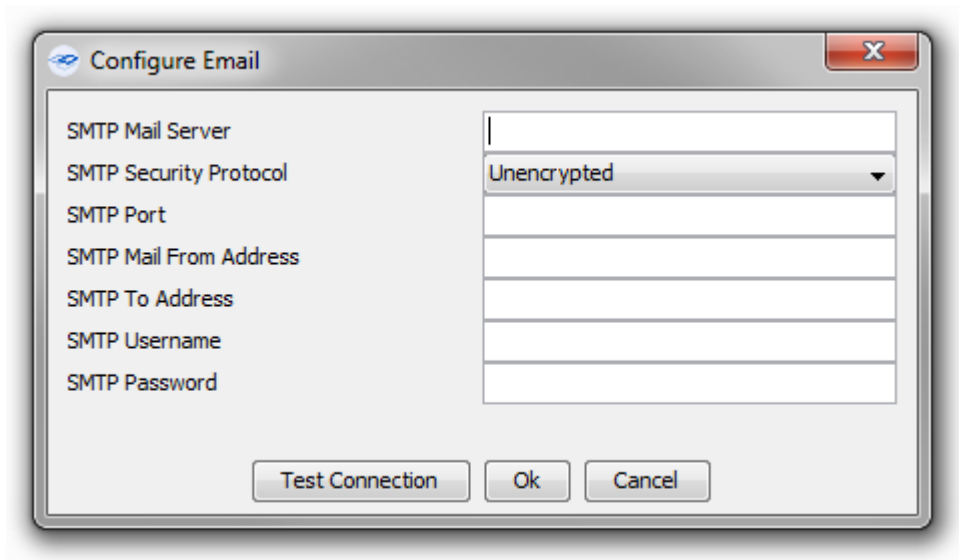 Configure Email
SMTP Mail Server
SMTP Security Protocol Unencrypted
SMTP Port
SMTP Mail From Address
SMTP To Address
SMTP Username
SMTP Password
Test Connection Ok Cancel